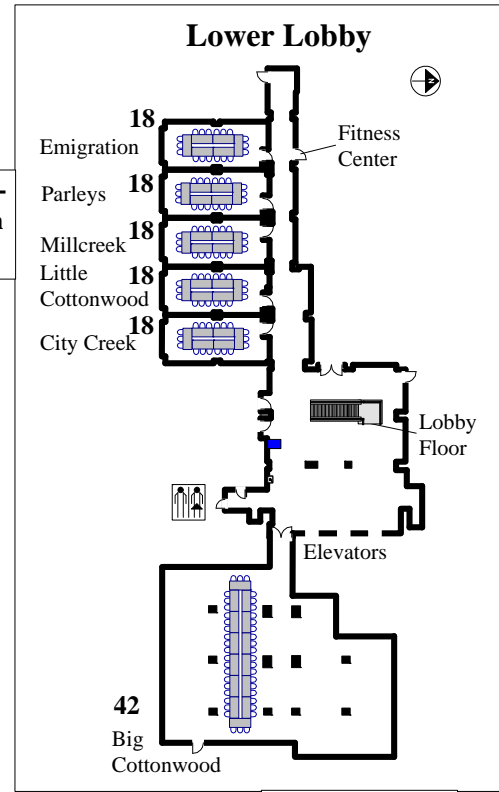 Lower Lobby
18
Emigration
Fitness
Center
18
Parleys
18
Millcreek
18
Little
Cottonwood
18
City Creek
Lobby
Floor
Elevators
42
Big
Cottonwood